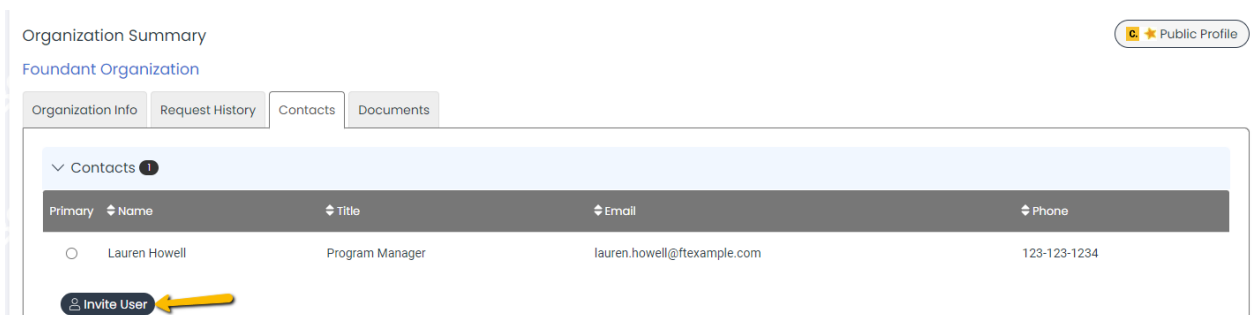 Organization Summary
C. Public Profile
Foundant Organization
Organization Info Request History Contacts Documents
Contacts 1
Primary Name Title Email Phone
Lauren Howell Program Manager lauren.howell@ftexample.com 123-123-1234
Invite User